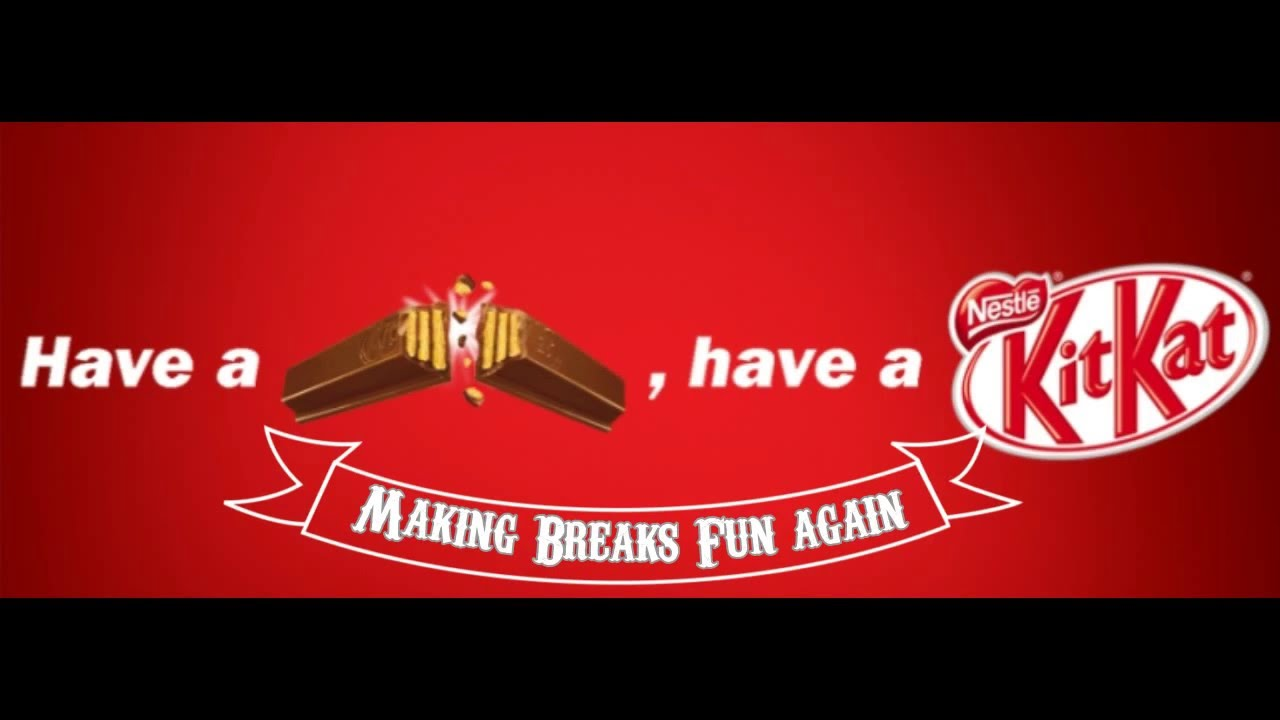 Have a , have a
Nestlé
KitKat
MAKING BREAKS FUN AGAIN